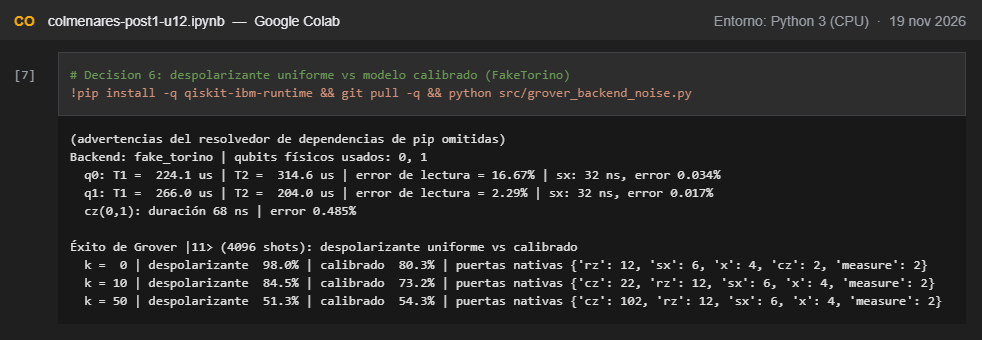 CO colmenares-post1-u12.ipynb — Google Colab Entorno: Python 3 (CPU) · 19 nov 2026
[7] # Decision 6: despolarizante uniforme vs modelo calibrado (FakeTorino)
!pip install -q qiskit-ibm-runtime && git pull -q && python src/grover_backend_noise.py
(advertencias del resolvedor de dependencias de pip omitidas)
Backend: fake_torino | qubits físicos usados: 0, 1
q0: T1 = 224.1 us | T2 = 314.6 us | error de lectura = 16.67% | sx: 32 ns, error 0.034%
q1: T1 = 266.0 us | T2 = 204.0 us | error de lectura = 2.29% | sx: 32 ns, error 0.017%
cz(0,1): duración 68 ns | error 0.485%
Éxito de Grover |11> (4096 shots): despolarizante uniforme vs calibrado
k = 0 | despolarizante 98.0% | calibrado 80.3% | puertas nativas {'rz': 12, 'sx': 6, 'x': 4, 'cz': 2, 'measure': 2}
k = 10 | despolarizante 84.5% | calibrado 73.2% | puertas nativas {'cz': 22, 'rz': 12, 'sx': 6, 'x': 4, 'measure': 2}
k = 50 | despolarizante 51.3% | calibrado 54.3% | puertas nativas {'cz': 102, 'rz': 12, 'sx': 6, 'x': 4, 'measure': 2}